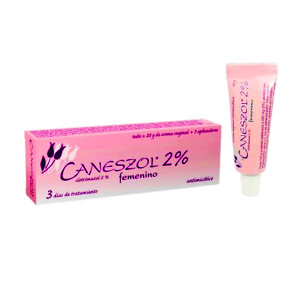 tubo x 20 g de crema vaginal + 3 aplicadores
CANESZOL® 2%
clotrimazol 2 %
femenino
3 días de tratamiento
antimicótico
CANESZOL 2%
femenino